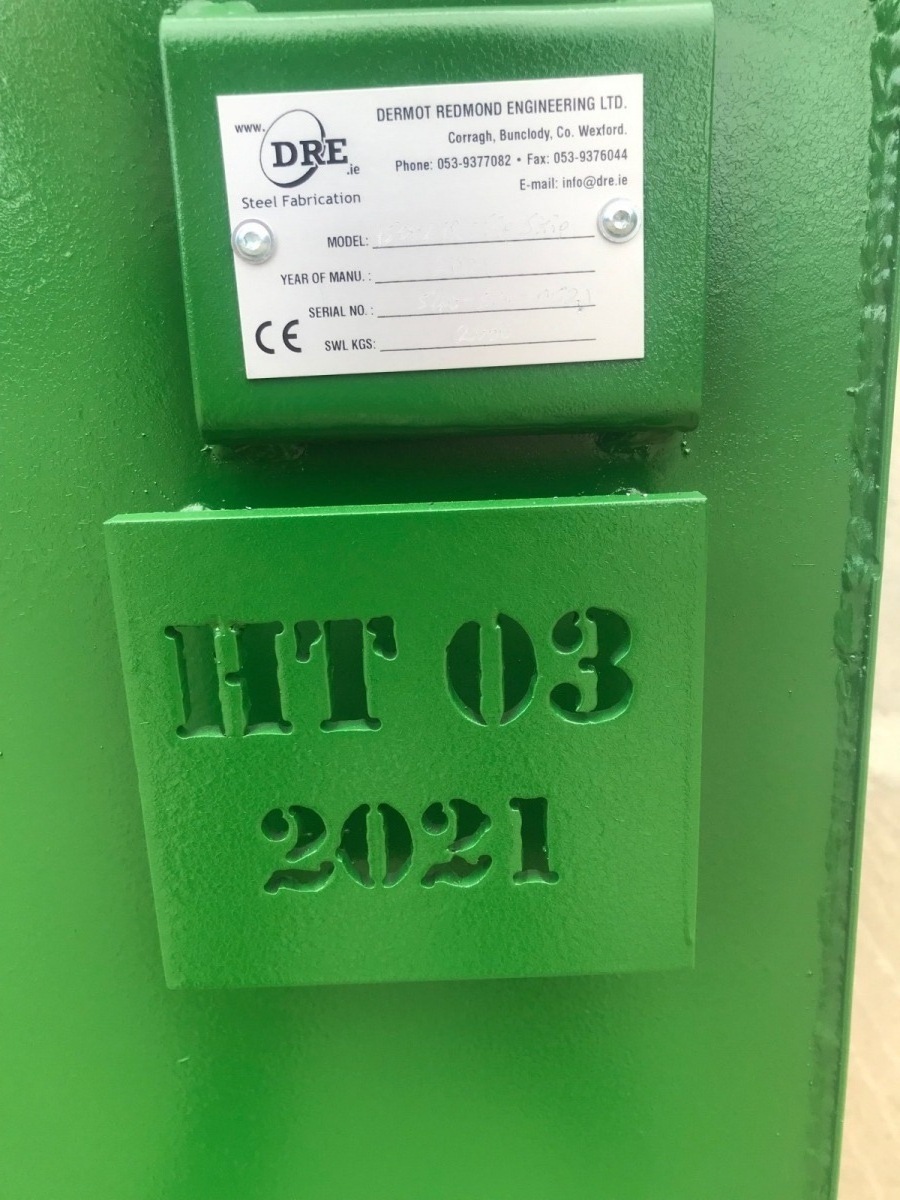 www.
DRE
.ie
Steel Fabrication
DERMOT REDMOND ENGINEERING LTD.
Corragh, Bunclody, Co. Wexford.
Phone: 053-9377082 • Fax: 053-9376044
E-mail: info@dre.ie
MODEL:
YEAR OF MANU. :
SERIAL NO. :
CE
SWL KGS:
HT 03
2021